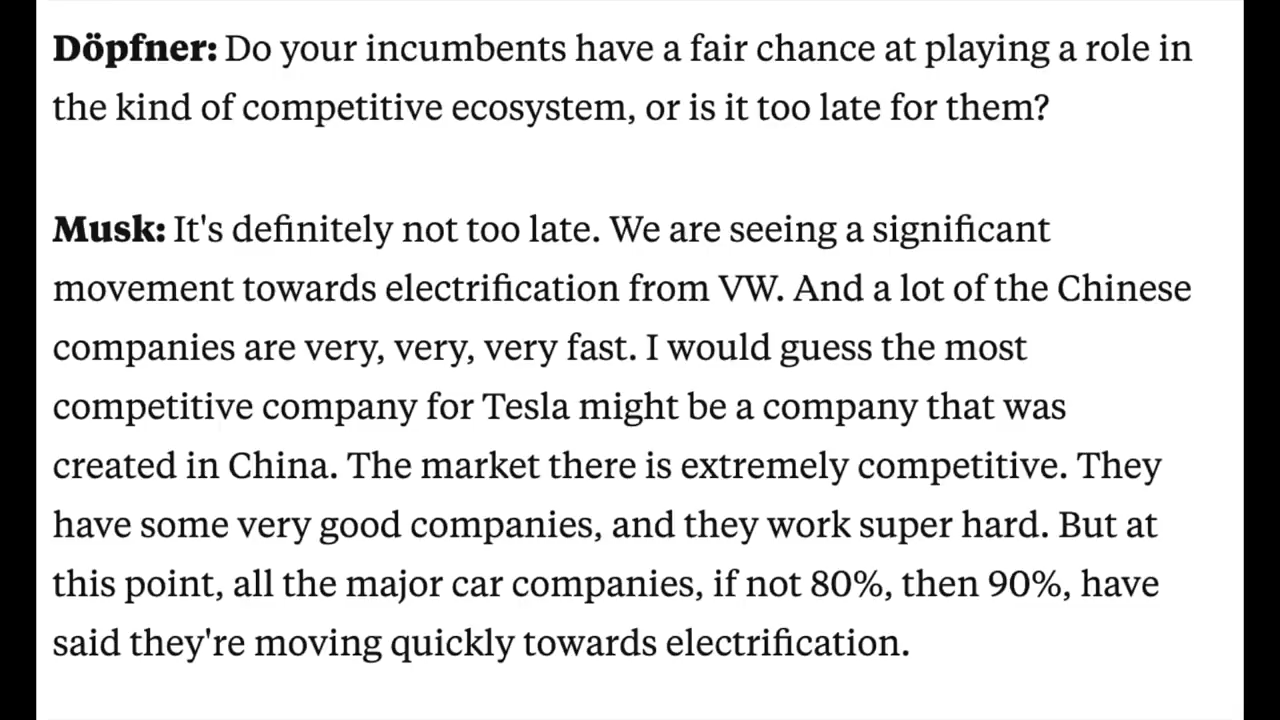 Döpfner: Do your incumbents have a fair chance at playing a role in
the kind of competitive ecosystem, or is it too late for them?
Musk: It's definitely not too late. We are seeing a significant
movement towards electrification from VW. And a lot of the Chinese
companies are very, very, very fast. I would guess the most
competitive company for Tesla might be a company that was
created in China. The market there is extremely competitive. They
have some very good companies, and they work super hard. But at
this point, all the major car companies, if not 80%, then 90%, have
said they're moving quickly towards electrification.